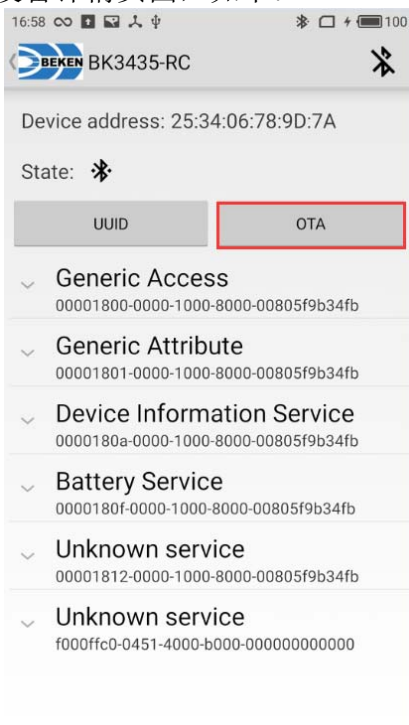 16:58 100
BEKEN BK3435-RC
Device address: 25:34:06:78:9D:7A
State:
UUID OTA
Generic Access
00001800-0000-1000-8000-00805f9b34fb
Generic Attribute
00001801-0000-1000-8000-00805f9b34fb
Device Information Service
0000180a-0000-1000-8000-00805f9b34fb
Battery Service
0000180f-0000-1000-8000-00805f9b34fb
Unknown service
00001812-0000-1000-8000-00805f9b34fb
Unknown service
f000ffc0-0451-4000-b000-000000000000